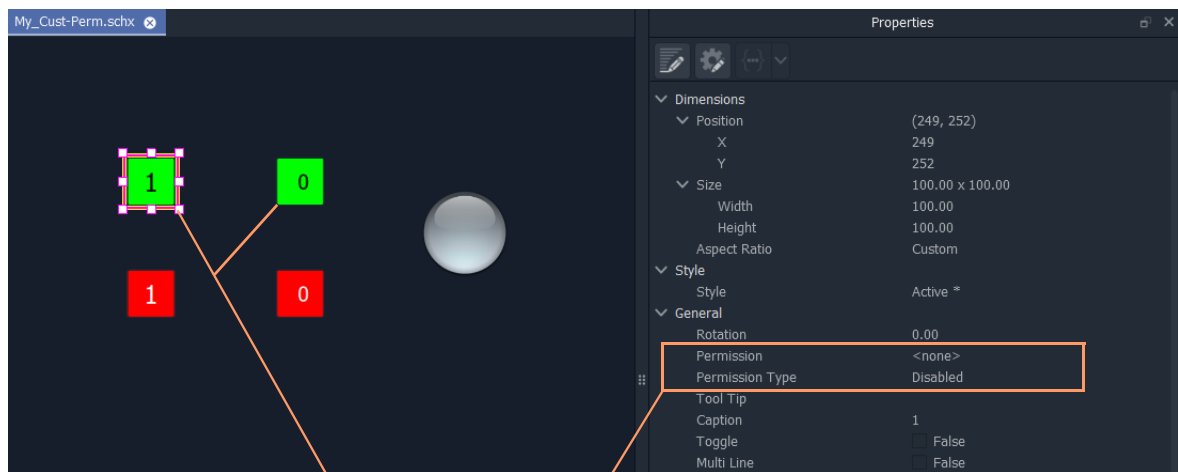 My_Cust-Perm.schx
1
0
1
0
Properties
Dimensions
Position (249, 252)
X 249
Y 252
Size 100.00 x 100.00
Width 100.00
Height 100.00
Aspect Ratio Custom
Style
Style Active *
General
Rotation 0.00
Permission <none>
Permission Type Disabled
Tool Tip
Caption 1
Toggle False
Multi Line False